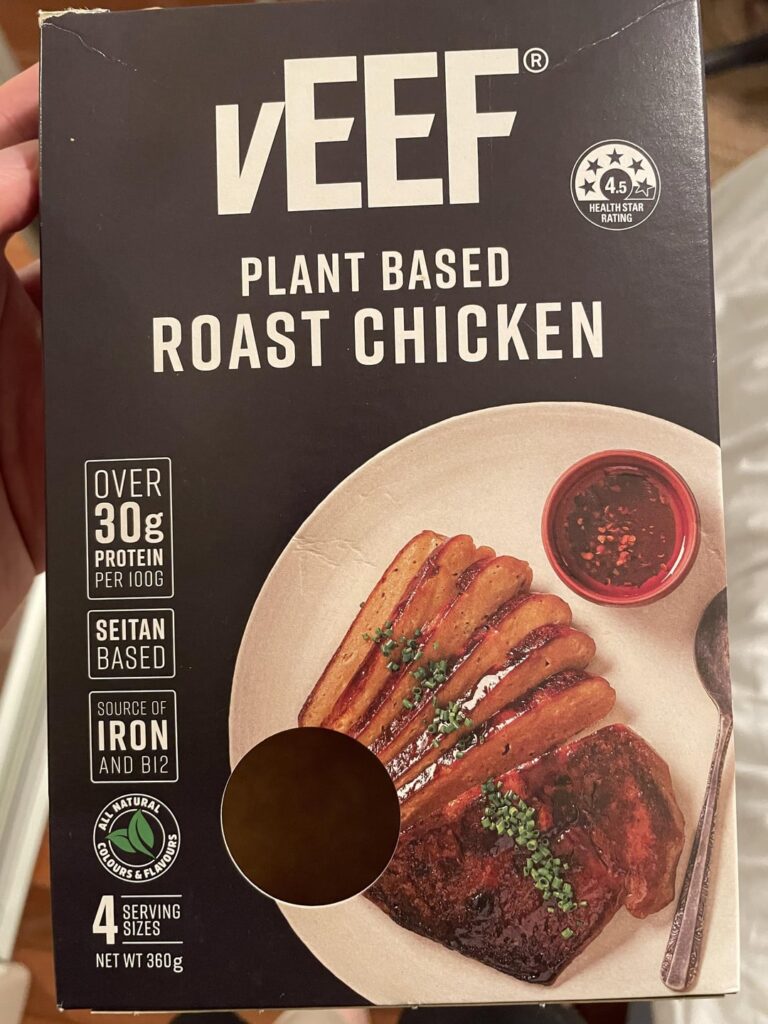 vEEF®
4.5
HEALTH STAR
RATING
PLANT BASED
ROAST CHICKEN
OVER
30g
PROTEIN
PER 100G
SEITAN
BASED
SOURCE OF
IRON
AND B12
ALL NATURAL
COLOURS & FLAVOURS
4 SERVING
SIZES
NET WT 360g